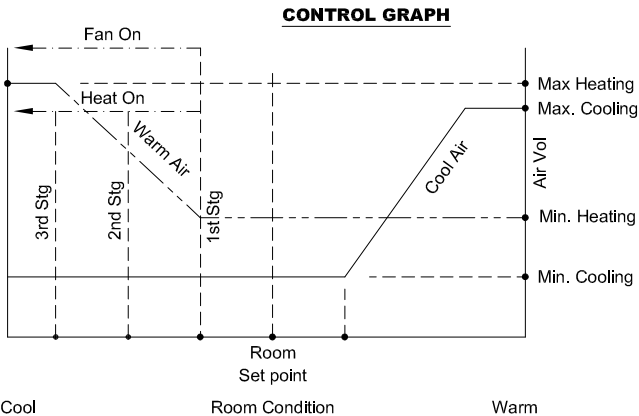 CONTROL GRAPH
Fan On
Max Heating
Heat On
Max. Cooling
Warm Air
Cool Air
Air Vol
3rd Stg
2nd Stg
1st Stg
Min. Heating
Min. Cooling
Room
Set point
Cool
Room Condition
Warm